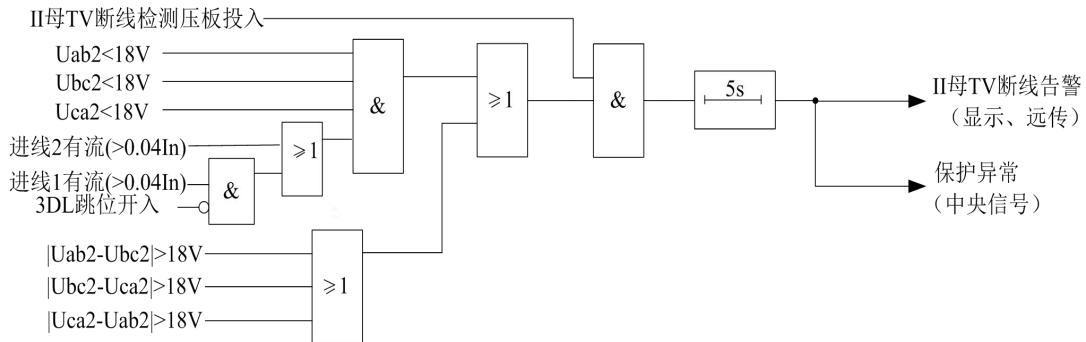 II母TV断线检测压板投入
Uab2<18V
Ubc2<18V
Uca2<18V
进线2有流(>0.04In)
进线1有流(>0.04In)
3DL跳位开入
|Uab2-Ubc2|>18V
|Ubc2-Uca2|>18V
|Uca2-Uab2|>18V
&
≥1
&
≥1
≥1
&
5s
II母TV断线告警
（显示、远传）
保护异常
（中央信号）